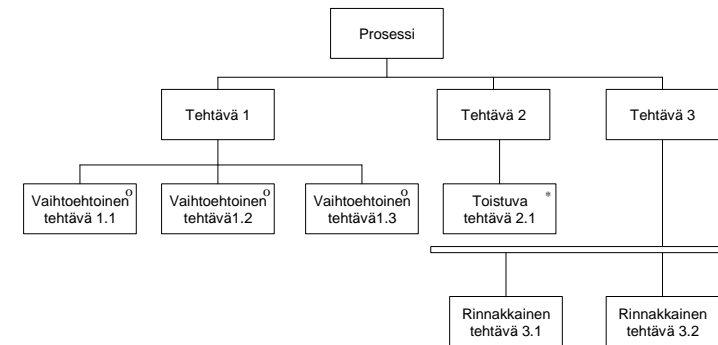 Prosessi
Tehtävä 1
Tehtävä 2
Tehtävä 3
Vaihtoehtoinen o
tehtävä 1.1
Vaihtoehtoinen o
tehtävä1.2
Vaihtoehtoinen o
tehtävä1.3
Toistuva *
tehtävä 2.1
Rinnakkainen
tehtävä 3.1
Rinnakkainen
tehtävä 3.2